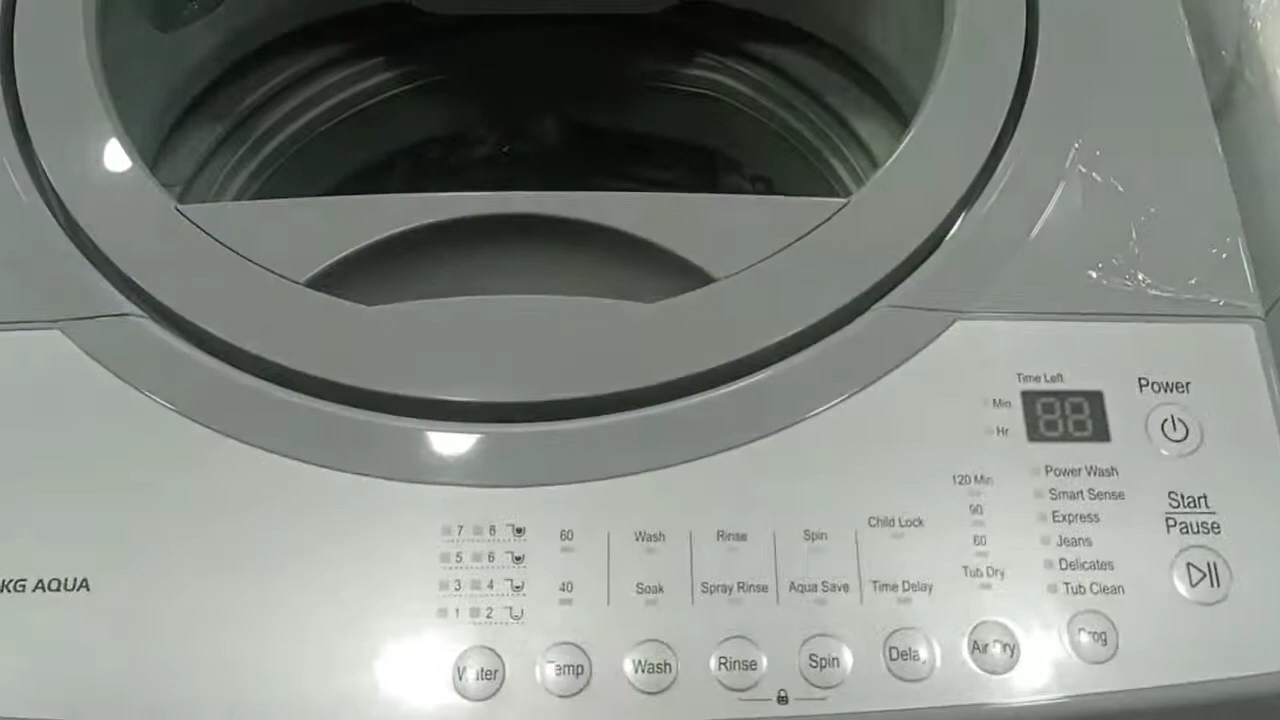 Time Left
Power
Min
Hr
88
Power Wash
120 Min
Smart Sense
Start
90
Express
Pause
Child Lock
7 8
60
Wash
Rinse
Spin
60
Jeans
5 6
Delicates
Tub Dry
KG AQUA
3 4
40
Soak
Spray Rinse
Aqua Save
Time Delay
Tub Clean
1 2
Water
Temp
Wash
Rinse
Spin
Delay
Air Dry
Prog